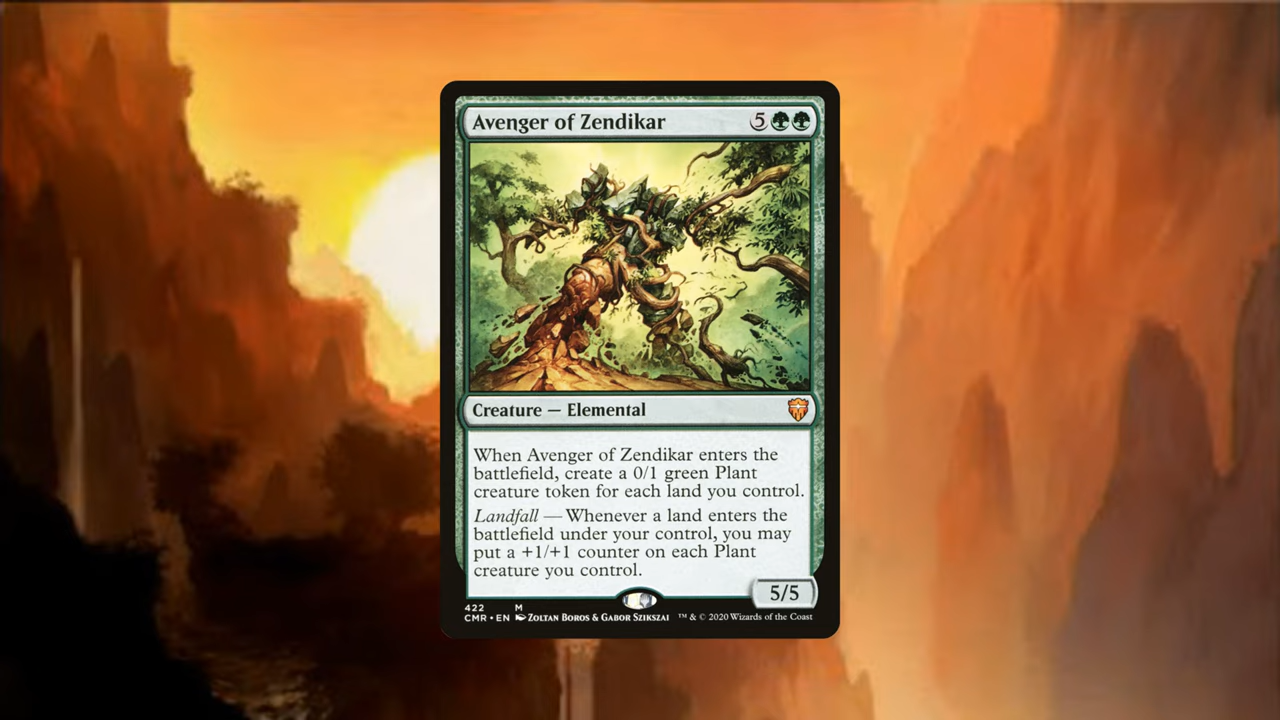 Avenger of Zendikar 5
Creature — Elemental
When Avenger of Zendikar enters the
battlefield, create a 0/1 green Plant
creature token for each land you control.
Landfall — Whenever a land enters the
battlefield under your control, you may
put a +1/+1 counter on each Plant
creature you control.
5/5
422 M
CMR • EN Zoltan Boros & Gabor Szikszai ™ & © 2020 Wizards of the Coast